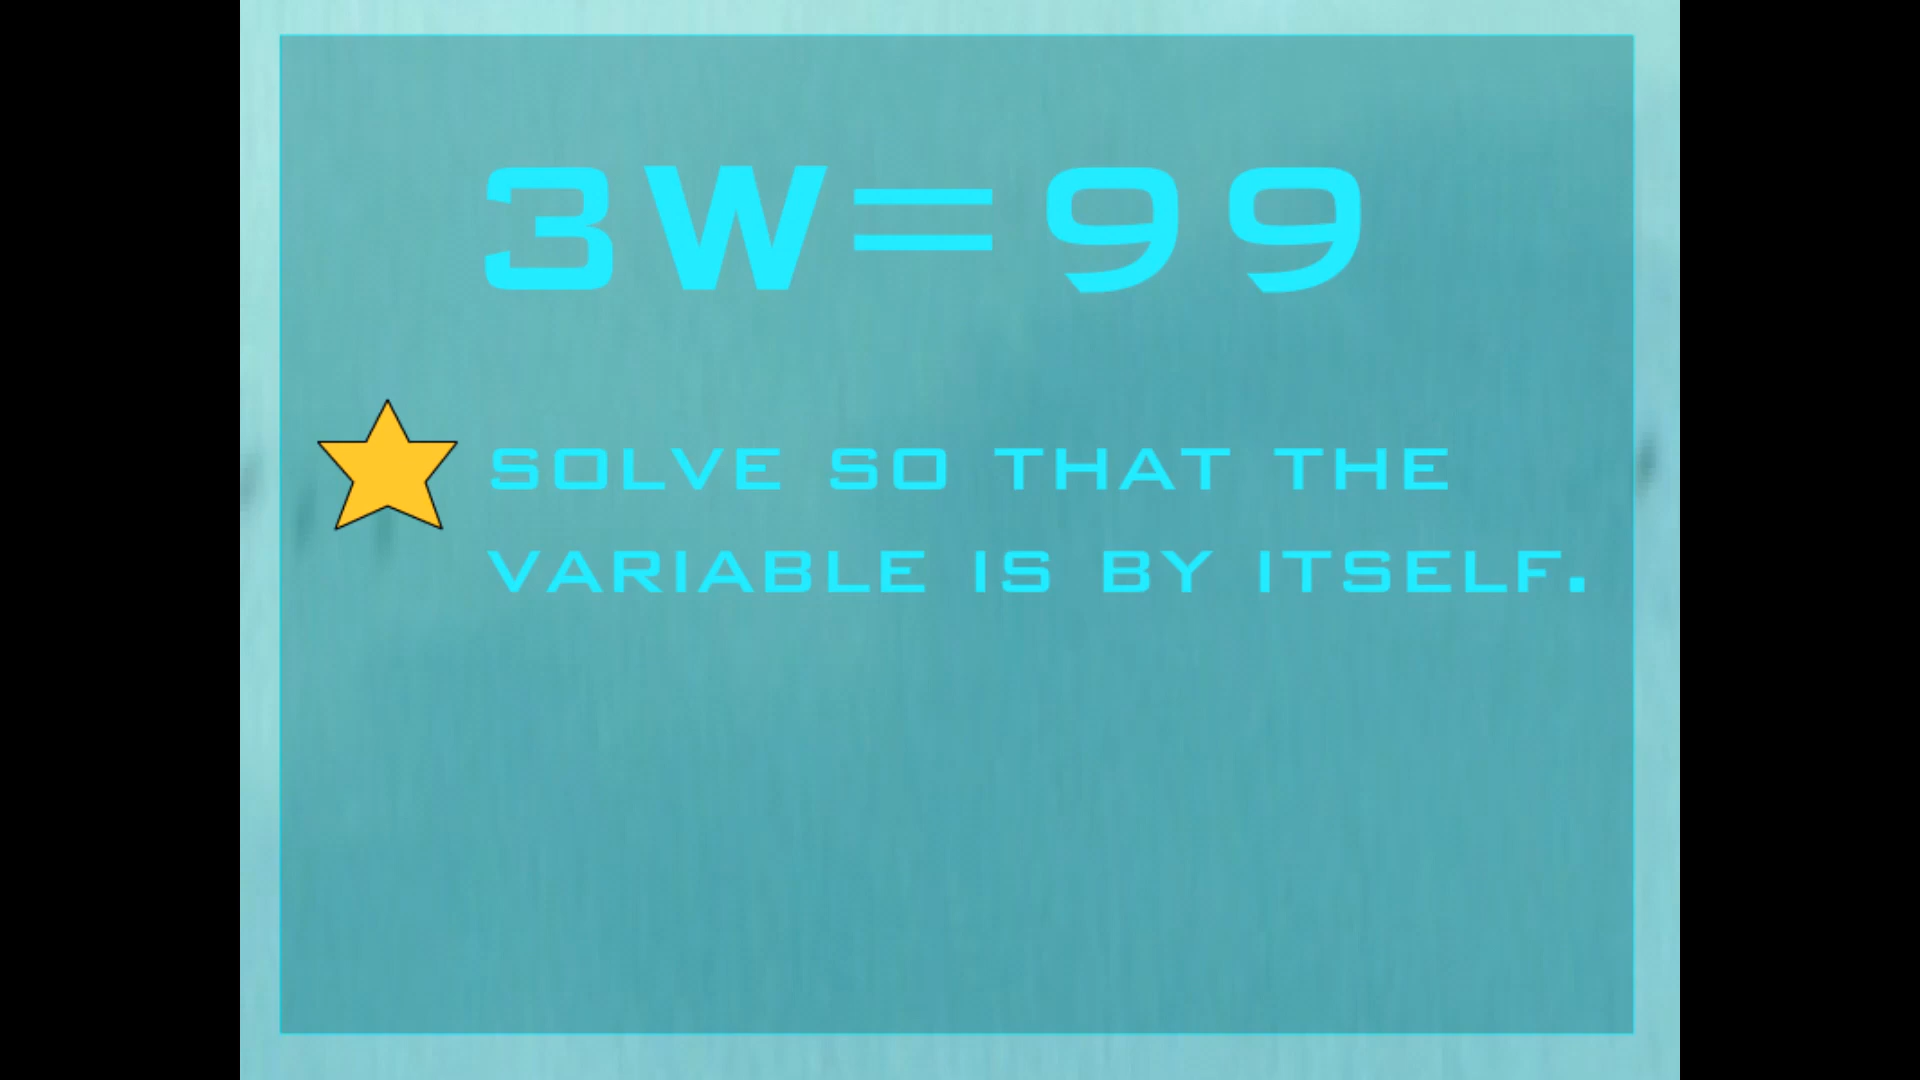 3W=99
SOLVE SO THAT THE
VARIABLE IS BY ITSELF.